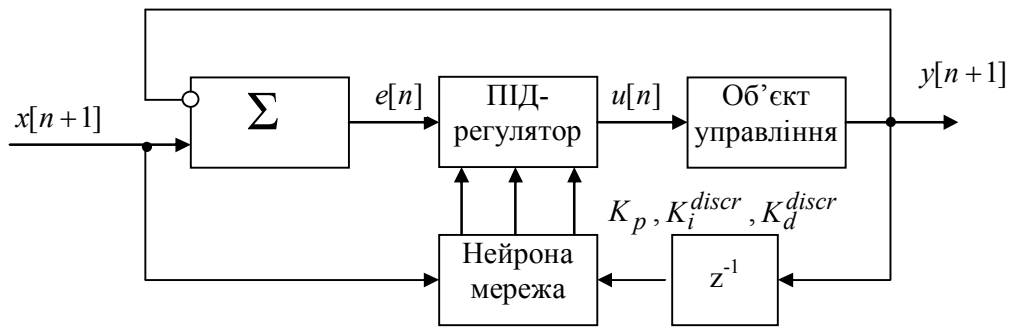 x[n+1]
Σ
e[n]
ПІД-
регулятор
u[n]
Об’єкт
управління
y[n+1]
K_p , K_i^{discr} , K_d^{discr}
Нейрона
мережа
z^{-1}